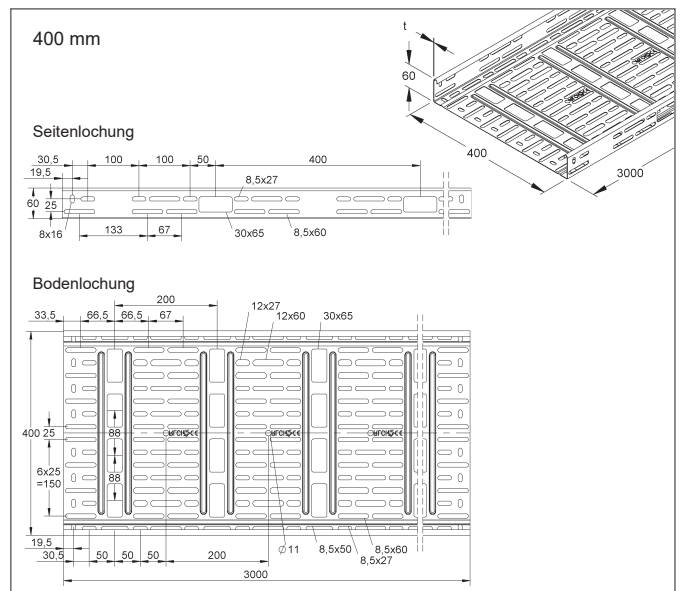 400 mm
t
60
400
3000
Seitenlochung
30,5 100 100 50 400
19,5
8,5x27
60 25
8x16 133 67 30x65 8,5x60
Bodenlochung
200
33,5 66,5 66,5 67
12x27
12x60
30x65
400 25
88
6x25
=150
88
19,5
30,5 50 50 50 200
∅ 11
8,5x50
8,5x60
8,5x27
3000